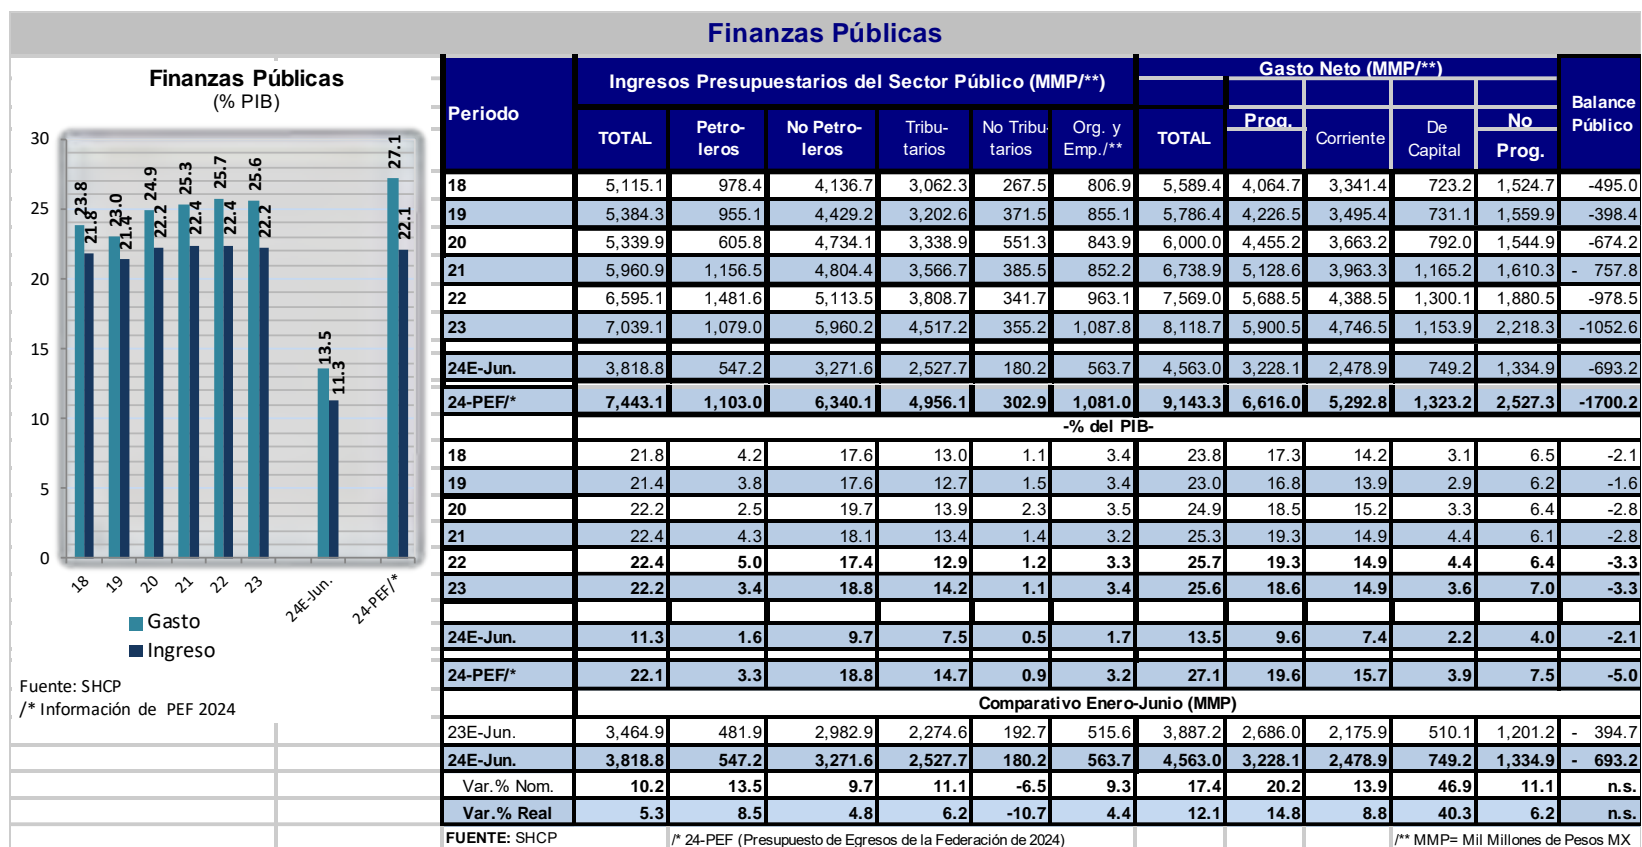 Finanzas Públicas
Finanzas Públicas
(% PIB)
30
25
20
15
10
5
0
23.8
21.8
23.0
21.4
24.9
22.2
25.3
22.4
25.7
22.4
25.6
22.2
13.5
11.3
27.1
22.1
18
19
20
21
22
23
24E-Jun.
24-PEF/*
Gasto
Ingreso
Fuente: SHCP
/* Información de PEF 2024
Periodo
Ingresos Presupuestarios del Sector Público (MMP/**)
Gasto Neto (MMP/**)
Balance Público
TOTAL Petro-leros No Petro-leros Tribu-tarios No Tribu-tarios Org. y Emp./** TOTAL Prog. Corriente De Capital No Prog.
18 5,115.1 978.4 4,136.7 3,062.3 267.5 806.9 5,589.4 4,064.7 3,341.4 723.2 1,524.7 -495.0
19 5,384.3 955.1 4,429.2 3,202.6 371.5 855.1 5,786.4 4,226.5 3,495.4 731.1 1,559.9 -398.4
20 5,339.9 605.8 4,734.1 3,338.9 551.3 843.9 6,000.0 4,455.2 3,663.2 792.0 1,544.9 -674.2
21 5,960.9 1,156.5 4,804.4 3,566.7 385.5 852.2 6,738.9 5,128.6 3,963.3 1,165.2 1,610.3 - 757.8
22 6,595.1 1,481.6 5,113.5 3,808.7 341.7 963.1 7,569.0 5,688.5 4,388.5 1,300.1 1,880.5 -978.5
23 7,039.1 1,079.0 5,960.2 4,517.2 355.2 1,087.8 8,118.7 5,900.5 4,746.5 1,153.9 2,218.3 -1052.6
24E-Jun. 3,818.8 547.2 3,271.6 2,527.7 180.2 563.7 4,563.0 3,228.1 2,478.9 749.2 1,334.9 -693.2
24-PEF/* 7,443.1 1,103.0 6,340.1 4,956.1 302.9 1,081.0 9,143.3 6,616.0 5,292.8 1,323.2 2,527.3 -1700.2
-% del PIB-
18 21.8 4.2 17.6 13.0 1.1 3.4 23.8 17.3 14.2 3.1 6.5 -2.1
19 21.4 3.8 17.6 12.7 1.5 3.4 23.0 16.8 13.9 2.9 6.2 -1.6
20 22.2 2.5 19.7 13.9 2.3 3.5 24.9 18.5 15.2 3.3 6.4 -2.8
21 22.4 4.3 18.1 13.4 1.4 3.2 25.3 19.3 14.9 4.4 6.1 -2.8
22 22.4 5.0 17.4 12.9 1.2 3.3 25.7 19.3 14.9 4.4 6.4 -3.3
23 22.2 3.4 18.8 14.2 1.1 3.4 25.6 18.6 14.9 3.6 7.0 -3.3
24E-Jun. 11.3 1.6 9.7 7.5 0.5 1.7 13.5 9.6 7.4 2.2 4.0 -2.1
24-PEF/* 22.1 3.3 18.8 14.7 0.9 3.2 27.1 19.6 15.7 3.9 7.5 -5.0
Comparativo Enero-Junio (MMP)
23E-Jun. 3,464.9 481.9 2,982.9 2,274.6 192.7 515.6 3,887.2 2,686.0 2,175.9 510.1 1,201.2 - 394.7
24E-Jun. 3,818.8 547.2 3,271.6 2,527.7 180.2 563.7 4,563.0 3,228.1 2,478.9 749.2 1,334.9 - 693.2
Var.% Nom. 10.2 13.5 9.7 11.1 -6.5 9.3 17.4 20.2 13.9 46.9 11.1 n.s.
Var.% Real 5.3 8.5 4.8 6.2 -10.7 4.4 12.1 14.8 8.8 40.3 6.2 n.s.
FUENTE: SHCP /* 24-PEF (Presupuesto de Egresos de la Federación de 2024) /** MMP= Mil Millones de Pesos MX